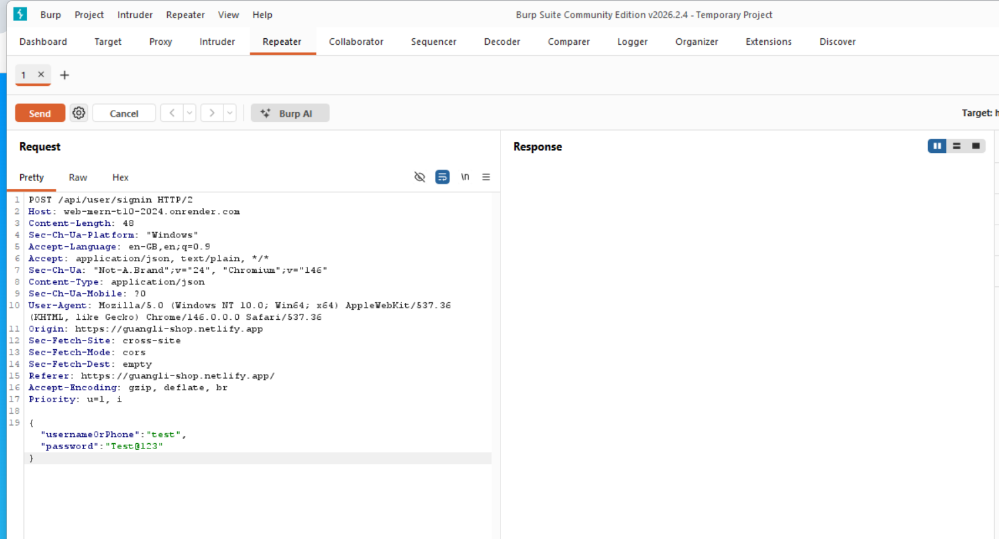 Burp Project Intruder Repeater View Help Burp Suite Community Edition v2026.2.4 - Temporary Project
Dashboard Target Proxy Intruder Repeater Collaborator Sequencer Decoder Comparer Logger Organizer Extensions Discover
1 × +
Send Cancel < > Burp AI Target: h
Request Response
Pretty Raw Hex \n
1 POST /api/user/signin HTTP/2
2 Host: web-mern-t10-2024.onrender.com
3 Content-Length: 48
4 Sec-Ch-Ua-Platform: "Windows"
5 Accept-Language: en-GB,en;q=0.9
6 Accept: application/json, text/plain, */*
7 Sec-Ch-Ua: "Not-A.Brand";v="24", "Chromium";v="146"
8 Content-Type: application/json
9 Sec-Ch-Ua-Mobile: ?0
10 User-Agent: Mozilla/5.0 (Windows NT 10.0; Win64; x64) AppleWebKit/537.36
(KHTML, like Gecko) Chrome/146.0.0.0 Safari/537.36
11 Origin: https://guangli-shop.netlify.app
12 Sec-Fetch-Site: cross-site
13 Sec-Fetch-Mode: cors
14 Sec-Fetch-Dest: empty
15 Referer: https://guangli-shop.netlify.app/
16 Accept-Encoding: gzip, deflate, br
17 Priority: u=1, i
18
19 {
"usernameOrPhone":"test",
"password":"Test@123"
}